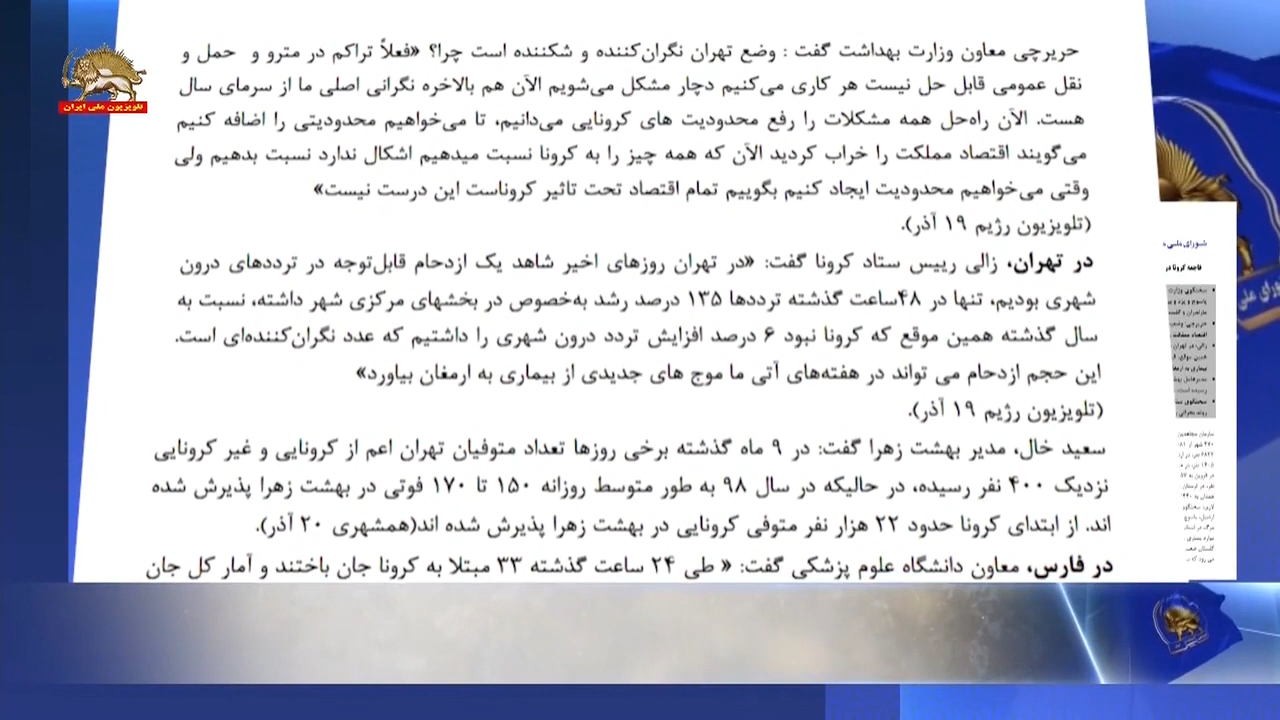 تلویزیون ملی ایران
حریرچی معاون وزارت بهداشت گفت : وضع تهران نگران‌کننده و شکننده است چرا؟ «فعلاً تراکم در مترو و حمل و
نقل عمومی قابل حل نیست هر کاری می‌کنیم دچار مشکل می‌شویم الآن هم بالاخره نگرانی اصلی ما از سرمای سال
هست. الآن راه‌حل همه مشکلات را رفع محدودیت های کرونایی می‌دانیم، تا می‌خواهیم محدودیتی را اضافه کنیم
می‌گویند اقتصاد مملکت را خراب کردید الآن که همه چیز را به کرونا نسبت میدهیم اشکال ندارد نسبت بدهیم ولی
وقتی می‌خواهیم محدودیت ایجاد کنیم بگوییم تمام اقتصاد تحت تاثیر کروناست این درست نیست»
(تلویزیون رژیم ۱۹ آذر).
در تهران، زالی رییس ستاد کرونا گفت: «در تهران روزهای اخیر شاهد یک ازدحام قابل‌توجه در ترددهای درون
شهری بودیم، تنها در ۴۸ساعت گذشته ترددها ۱۳۵ درصد رشد به‌خصوص در بخشهای مرکزی شهر داشته، نسبت به
سال گذشته همین موقع که کرونا نبود ۶ درصد افزایش تردد درون شهری را داشتیم که عدد نگران‌کننده‌ای است.
این حجم ازدحام می تواند در هفته‌های آتی ما موج های جدیدی از بیماری به ارمغان بیاورد»
(تلویزیون رژیم ۱۹ آذر).
سعید خال، مدیر بهشت زهرا گفت: در ۹ ماه گذشته برخی روزها تعداد متوفیان تهران اعم از کرونایی و غیر کرونایی
نزدیک ۴۰۰ نفر رسیده، در حالیکه در سال ۹۸ به طور متوسط روزانه ۱۵۰ تا ۱۷۰ فوتی در بهشت زهرا پذیرش شده
اند. از ابتدای کرونا حدود ۲۲ هزار نفر متوفی کرونایی در بهشت زهرا پذیرش شده اند(همشهری ۲۰ آذر).
در فارس، معاون دانشگاه علوم پزشکی گفت: « طی ۲۴ ساعت گذشته ۳۳ مبتلا به کرونا جان باختند و آمار کل جان
شورای ملی
فاجعه کرونا در